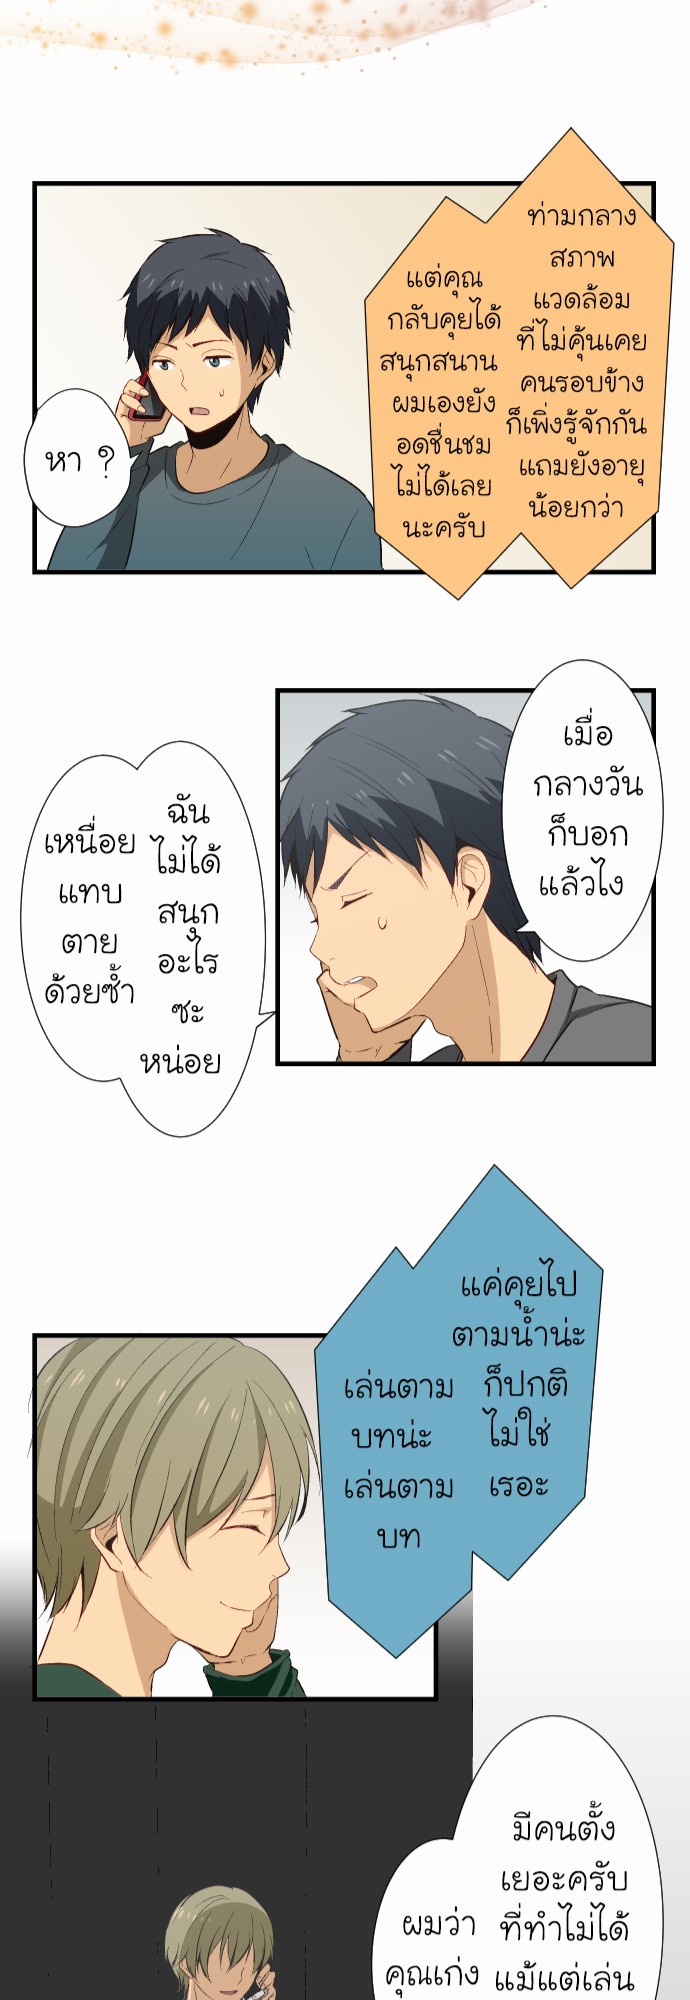 ท่ามกลาง
สภาพ
แวดล้อม
ที่ไม่คุ้นเคย
คนรอบข้าง
ก็เพิ่งรู้จักกัน
แถมยังอายุ
น้อยกว่า
แต่คุณ
กลับคุยได้
สนุกสนาน
ผมเองยัง
อดชื่นชม
ไม่ได้เลย
นะครับ
หา ?
เมื่อ
กลางวัน
ก็บอก
แล้วไง
ฉัน
ไม่ได้
สนุก
อะไร
ซะ
หน่อย
เหนื่อย
แทบ
ตาย
ด้วยซ้ำ
แค่คุยไป
ตามน้ำน่ะ
ก็ปกติ
ไม่ใช่
เรอะ
เล่นตาม
บทน่ะ
เล่นตาม
บท
มีคนตั้ง
เยอะครับ
ที่ทำไม่ได้
แม้แต่เล่น
ผมว่า
คุณเก่ง